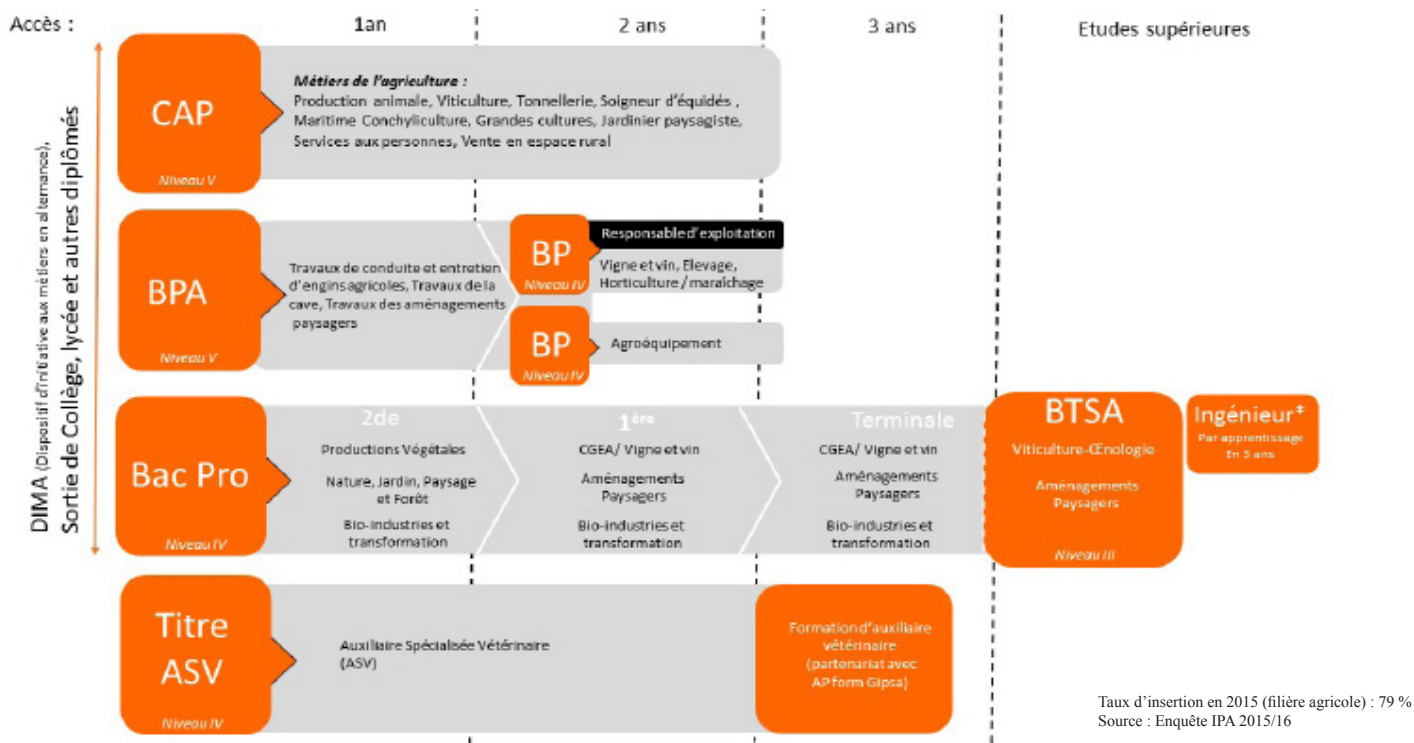 Accès :
1an
2 ans
3 ans
Etudes supérieures
DIMA (Dispositif d'initiative aux métiers en alternance),
Sortie de Collège, lycée et autres diplômés
CAP
Niveau V
Métiers de l'agriculture :
Production animale, Viticulture, Tonnellerie, Soigneur d'équidés ,
Maritime Conchyliculture, Grandes cultures, Jardinier paysagiste,
Services aux personnes, Vente en espace rural
BPA
Niveau V
Travaux de conduite et entretien
d'engins agricoles, Travaux de la
cave, Travaux des aménagements
paysagers
BP
Niveau IV
Responsable d'exploitation
Vigne et vin, Elevage,
Horticulture / maraîchage
BP
Niveau IV
Agroéquipement
Bac Pro
Niveau IV
2de
Productions Végétales
Nature, Jardin, Paysage
et Forêt
Bio-industries et
transformation
1ère
CGEA/ Vigne et vin
Aménagements
Paysagers
Bio-industries et
transformation
Terminale
CGEA/ Vigne et vin
Aménagements
Paysagers
Bio-industries et
transformation
BTSA
Viticulture-Œnologie
Aménagements
Paysagers
Niveau III
Ingénieur*
Par apprentissage
En 3 ans
Titre
ASV
Niveau IV
Auxiliaire Spécialisée Vétérinaire
(ASV)
Formation d'auxiliaire
vétérinaire
(partenariat avec
AP form Gipsa)
Taux d'insertion en 2015 (filière agricole) : 79 %
Source : Enquête IPA 2015/16